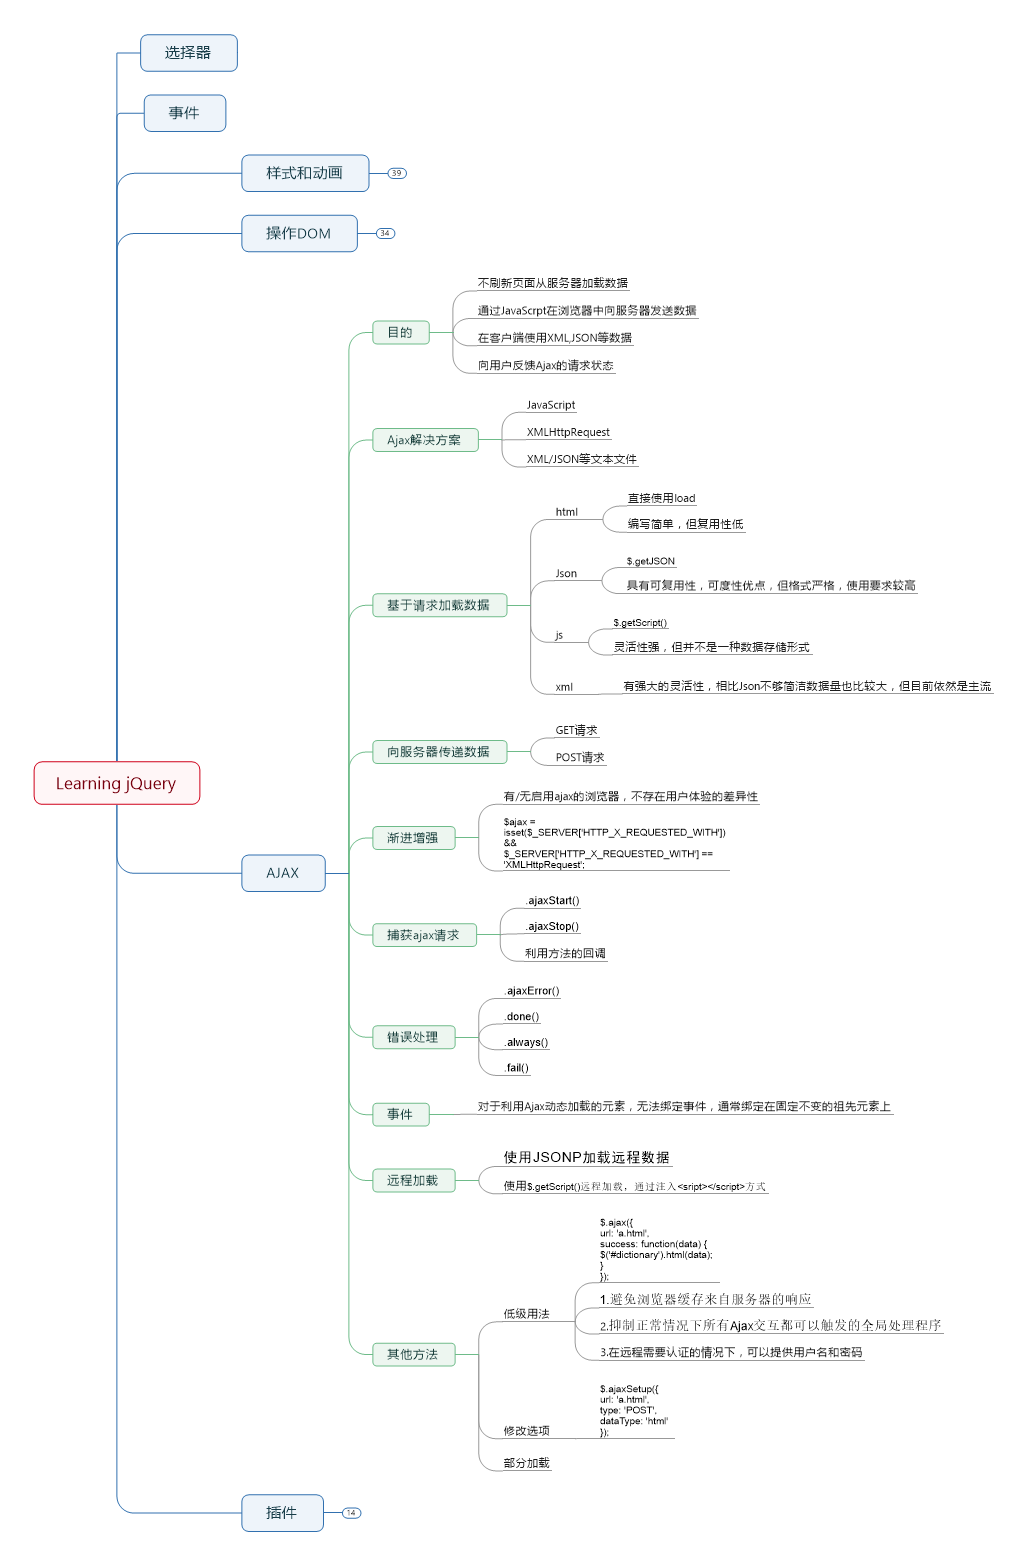 选择器
事件
样式和动画
39
操作DOM
34
不刷新页面从服务器加载数据
通过JavaScrpt在浏览器中向服务器发送数据
目的
在客户端使用XML,JSON等数据
向用户反馈Ajax的请求状态
JavaScript
Ajax解决方案
XMLHttpRequest
XML/JSON等文本文件
直接使用load
html
编写简单，但复用性低
$.getJSON
Json
具有可复用性，可度性优点，但格式严格，使用要求较高
基于请求加载数据
$.getScript()
js
灵活性强，但并不是一种数据存储形式
xml
有强大的灵活性，相比Json不够简洁数据量也比较大，但目前依然是主流
GET请求
向服务器传递数据
POST请求
Learning jQuery
有/无启用ajax的浏览器，不存在用户体验的差异性
渐进增强
$ajax =
isset($_SERVER['HTTP_X_REQUESTED_WITH'])
&&
$_SERVER['HTTP_X_REQUESTED_WITH'] ==
'XMLHttpRequest';
AJAX
.ajaxStart()
.ajaxStop()
捕获ajax请求
利用方法的回调
.ajaxError()
.done()
错误处理
.always()
.fail()
事件
对于利用Ajax动态加载的元素，无法绑定事件，通常绑定在固定不变的祖先元素上
使用JSONP加载远程数据
远程加载
使用$.getScript()远程加载，通过注入<sript></script>方式
$.ajax({
url: 'a.html',
success: function(data) {
$('#dictionary').html(data);
}
});
1.避免浏览器缓存来自服务器的响应
低级用法
2.抑制正常情况下所有Ajax交互都可以触发的全局处理程序
3.在远程需要认证的情况下，可以提供用户名和密码
其他方法
$.ajaxSetup({
url: 'a.html',
type: 'POST',
dataType: 'html'
});
修改选项
部分加载
插件
14